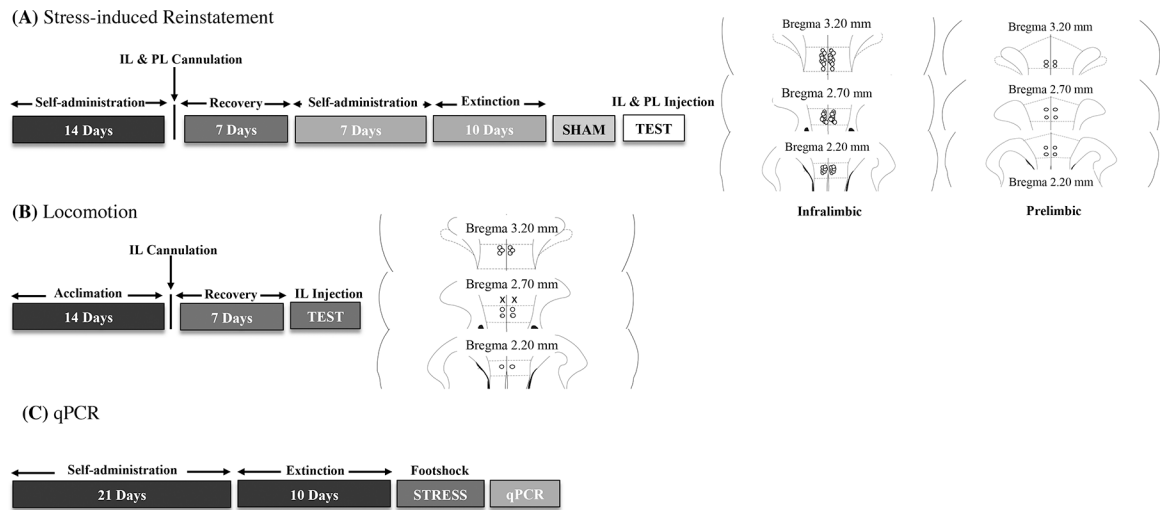 (A) Stress-induced Reinstatement
IL & PL Cannulation
Self-administration
Recovery
Self-administration
Extinction
IL & PL Injection
14 Days
7 Days
7 Days
10 Days
SHAM
TEST
Bregma 3.20 mm
Bregma 2.70 mm
Bregma 2.20 mm
Infralimbic
Bregma 3.20 mm
Bregma 2.70 mm
Bregma 2.20 mm
Prelimbic
(B) Locomotion
IL Cannulation
Acclimation
Recovery
IL Injection
14 Days
7 Days
TEST
Bregma 3.20 mm
Bregma 2.70 mm
X X
Bregma 2.20 mm
(C) qPCR
Self-administration
Extinction
Footshock
21 Days
10 Days
STRESS
qPCR